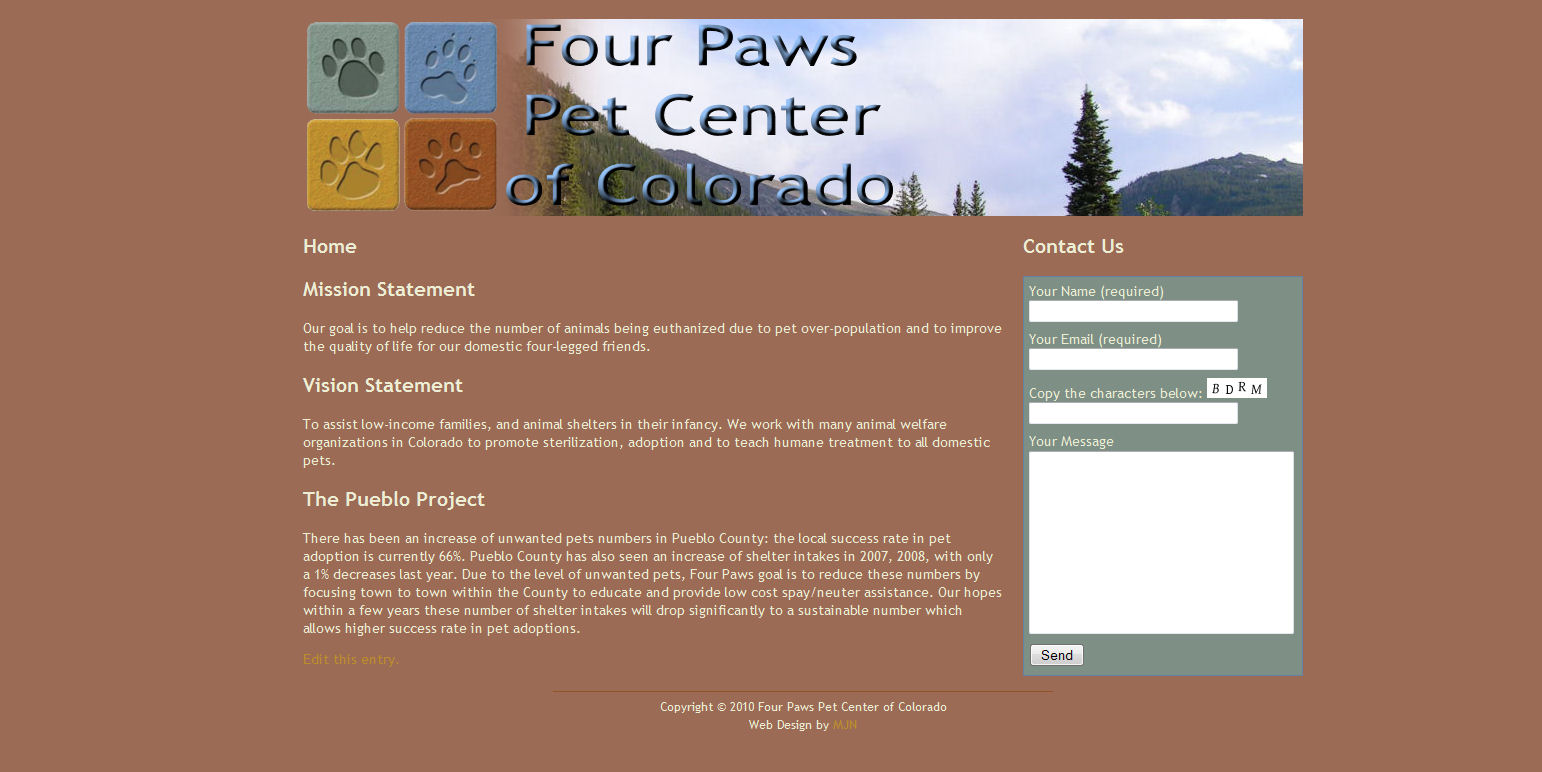 Four Paws
Pet Center
of Colorado
Home
Mission Statement
Our goal is to help reduce the number of animals being euthanized due to pet over-population and to improve
the quality of life for our domestic four-legged friends.
Vision Statement
To assist low-income families, and animal shelters in their infancy. We work with many animal welfare
organizations in Colorado to promote sterilization, adoption and to teach humane treatment to all domestic
pets.
The Pueblo Project
There has been an increase of unwanted pets numbers in Pueblo County: the local success rate in pet
adoption is currently 66%. Pueblo County has also seen an increase of shelter intakes in 2007, 2008, with only
a 1% decreases last year. Due to the level of unwanted pets, Four Paws goal is to reduce these numbers by
focusing town to town within the County to educate and provide low cost spay/neuter assistance. Our hopes
within a few years these number of shelter intakes will drop significantly to a sustainable number which
allows higher success rate in pet adoptions.
Edit this entry.
Contact Us
Your Name (required)
Your Email (required)
Copy the characters below: B D R M
Your Message
Send
Copyright © 2010 Four Paws Pet Center of Colorado
Web Design by MJN